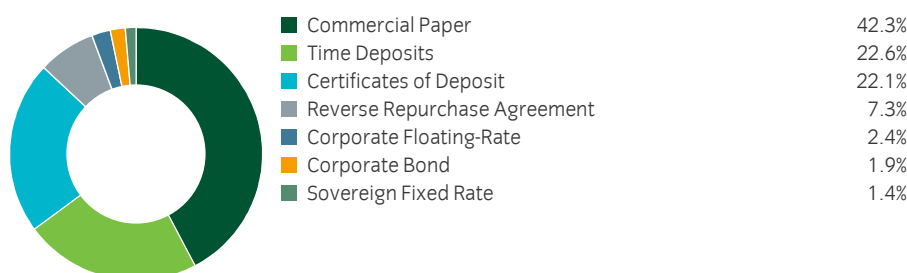 Commercial Paper 42.3%
Time Deposits 22.6%
Certificates of Deposit 22.1%
Reverse Repurchase Agreement 7.3%
Corporate Floating-Rate 2.4%
Corporate Bond 1.9%
Sovereign Fixed Rate 1.4%